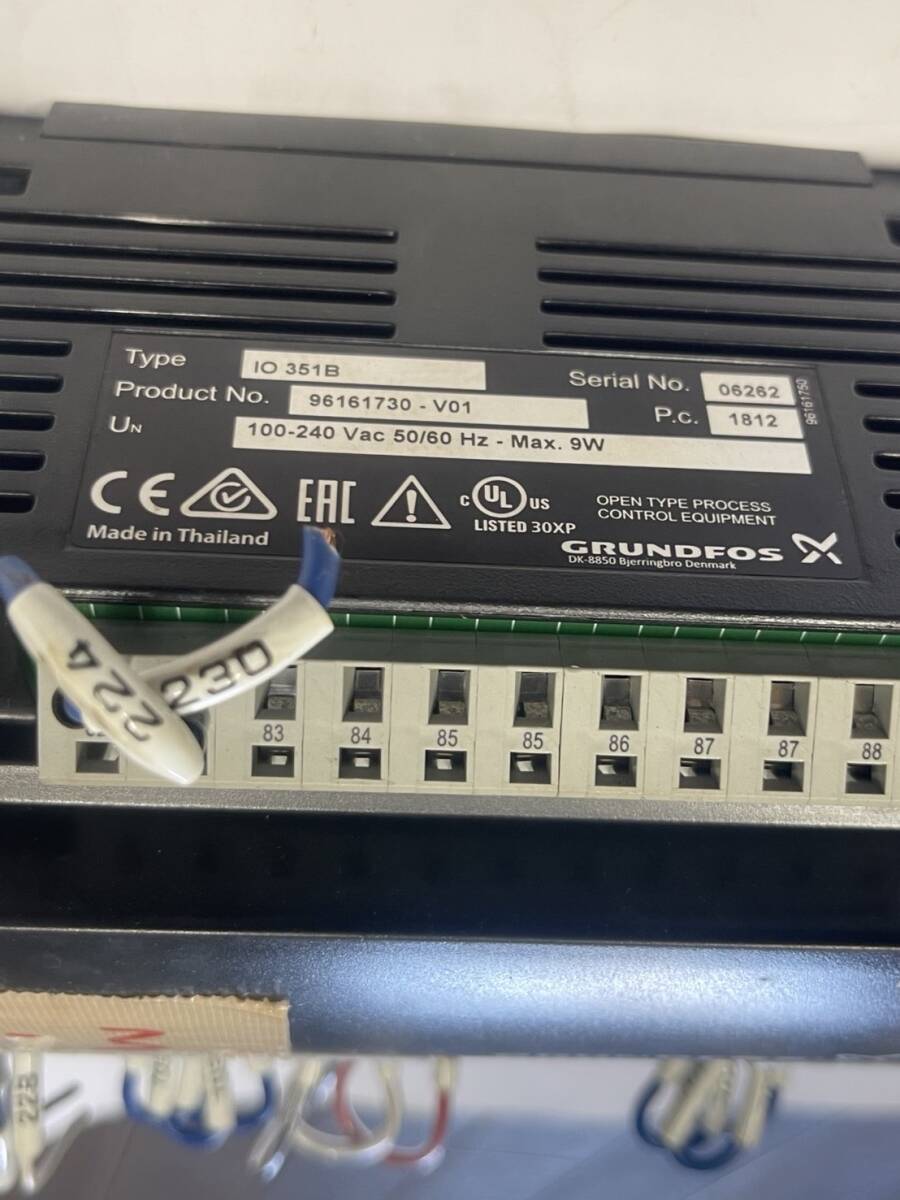 Type IO 351B Serial No. 06262
Product No. 96161730 - V01 P.c. 1812
UN 100-240 Vac 50/60 Hz - Max. 9W
96161750
CE EAC c UL US
LISTED 30XP
OPEN TYPE PROCESS
CONTROL EQUIPMENT
Made in Thailand
GRUNDFOS
DK-8850 Bjerringbro Denmark
224
230
83 84 85 85 86 87 87 88
M
228